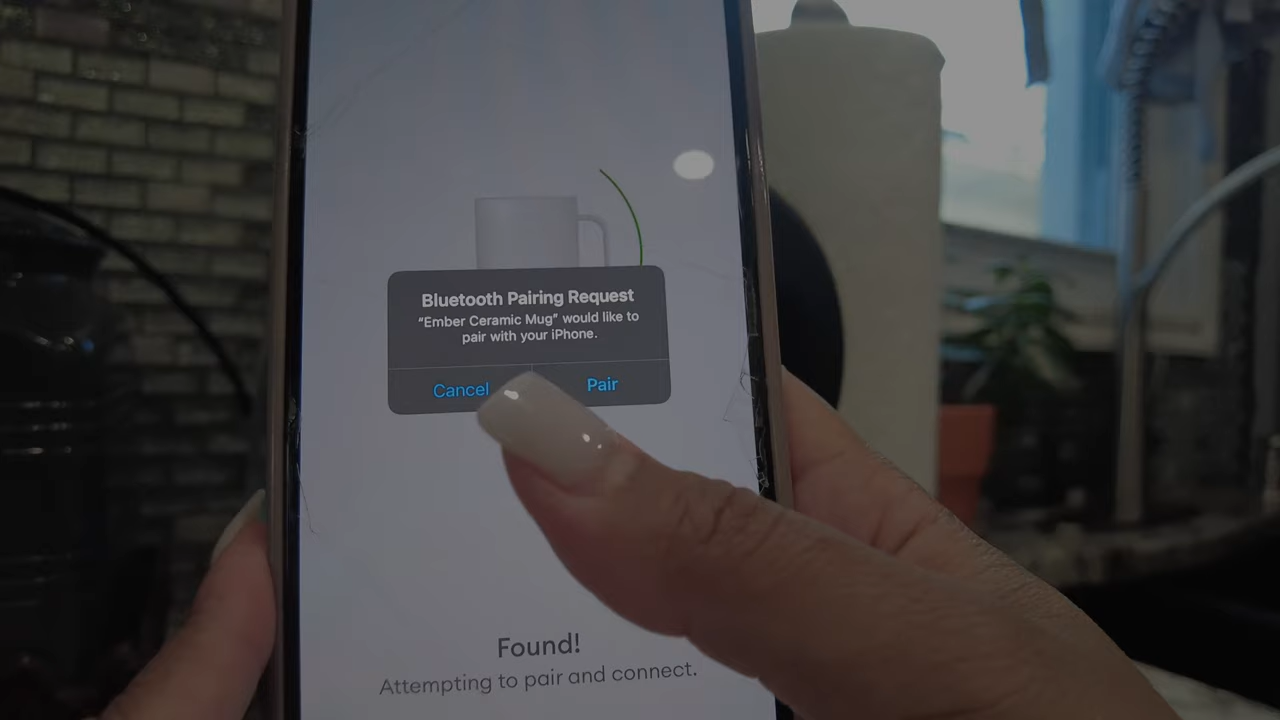 Bluetooth Pairing Request
“Ember Ceramic Mug” would like to
pair with your iPhone.
Cancel
Pair
Found!
Attempting to pair and connect.